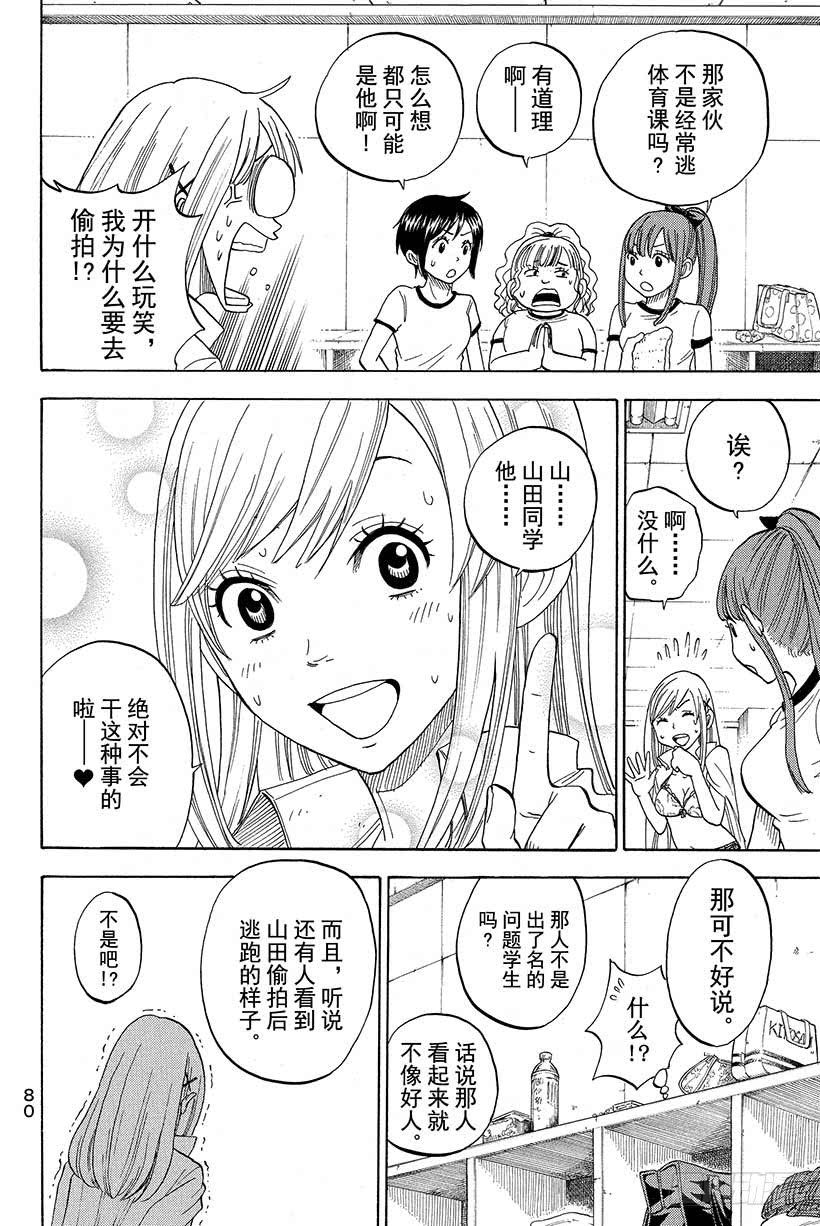 那家伙
不是经常逃
体育课吗?
有道理
啊——
怎么想
都只可能
是他啊!
开什么玩笑,
我为什么要去
偷拍!?
诶?
啊……
没什么。
山……
山田同学
他……
绝对不会
干这种事的
啦——♥
那可不好说。
什么!?
那人不是
出了名的
问题学生
吗?
话说那人
看起来就
不像好人。
而且,听说
还有人看到
山田偷拍后
逃跑的样子。
不是吧!?
80